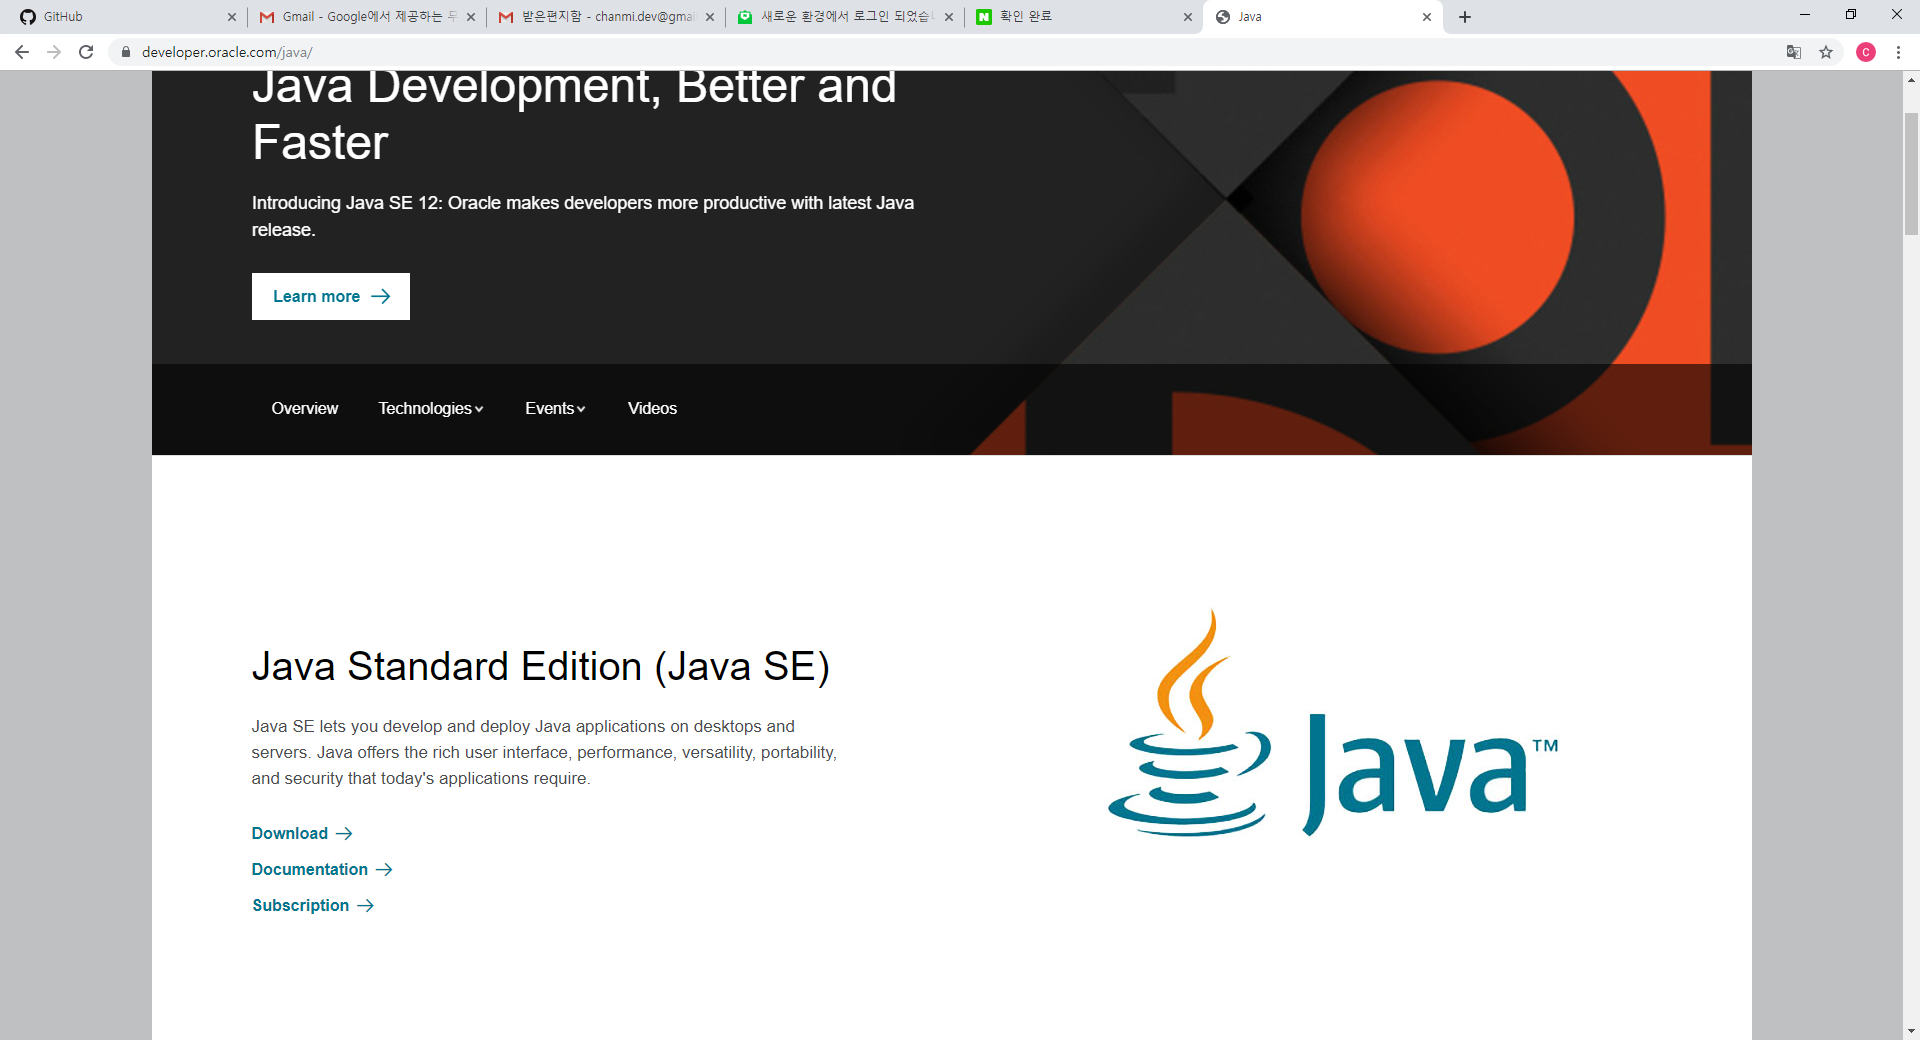 GitHub
Gmail - Google에서 제공하는
받은편지함 - chanmi.dev@gmai
새로운 환경에서 로그인 되었습
확인 완료
Java
developer.oracle.com/java/
C
Java Development, Better and
Faster
Introducing Java SE 12: Oracle makes developers more productive with latest Java
release.
Learn more
Overview
Technologies
Events
Videos
Java Standard Edition (Java SE)
Java SE lets you develop and deploy Java applications on desktops and
servers. Java offers the rich user interface, performance, versatility, portability,
and security that today's applications require.
Download
Documentation
Subscription
Java™